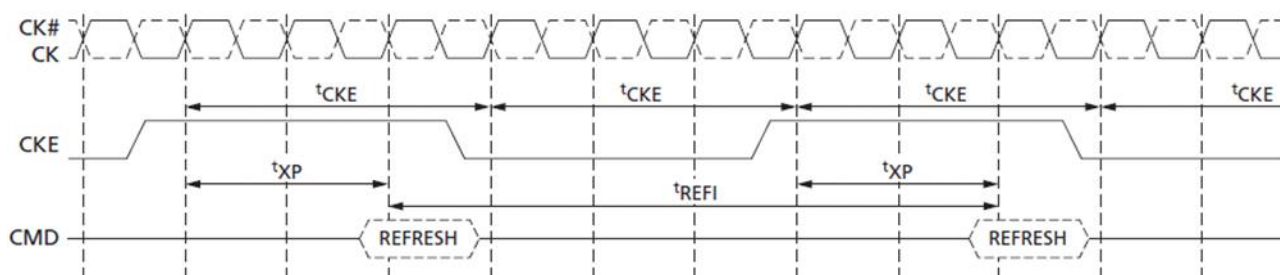 CK#
CK
tCKE tCKE tCKE tCKE
CKE
tXP tXP
tREFI
CMD REFRESH REFRESH